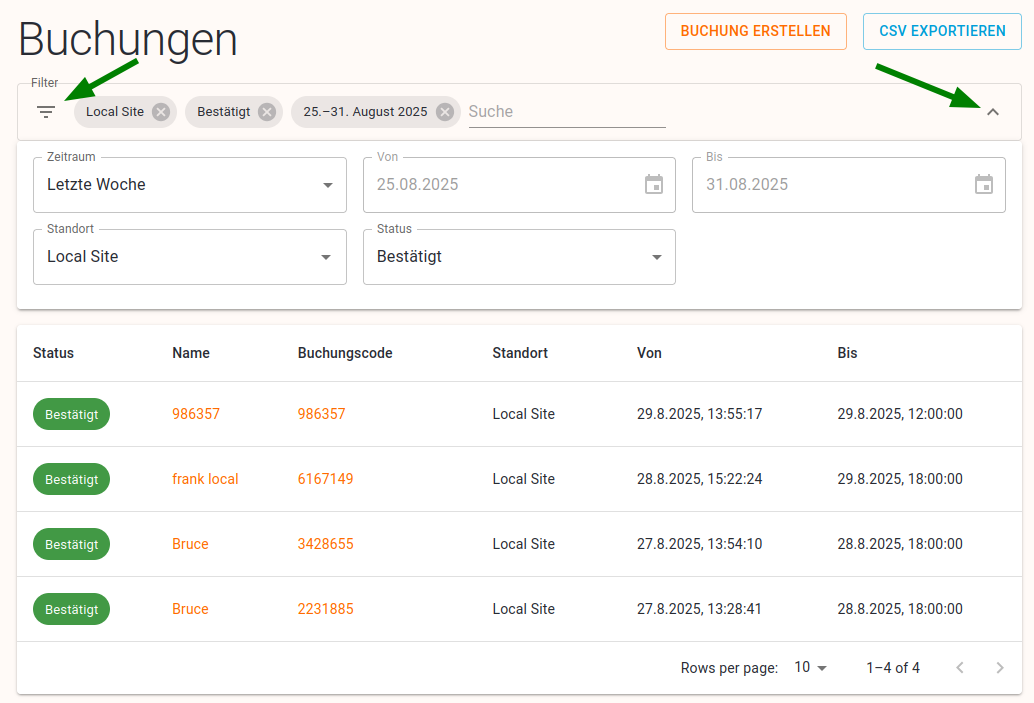 Buchungen
BUCHUNG ERSTELLEN
CSV EXPORTIEREN
Filter
Local Site
Bestätigt
25.–31. August 2025
Suche
Zeitraum
Letzte Woche
Von
25.08.2025
Bis
31.08.2025
Standort
Local Site
Status
Bestätigt
Status Name Buchungscode Standort Von Bis
Bestätigt 986357 986357 Local Site 29.8.2025, 13:55:17 29.8.2025, 12:00:00
Bestätigt frank local 6167149 Local Site 28.8.2025, 15:22:24 29.8.2025, 18:00:00
Bestätigt Bruce 3428655 Local Site 27.8.2025, 13:54:10 28.8.2025, 18:00:00
Bestätigt Bruce 2231885 Local Site 27.8.2025, 13:28:41 28.8.2025, 18:00:00
Rows per page: 10 1–4 of 4